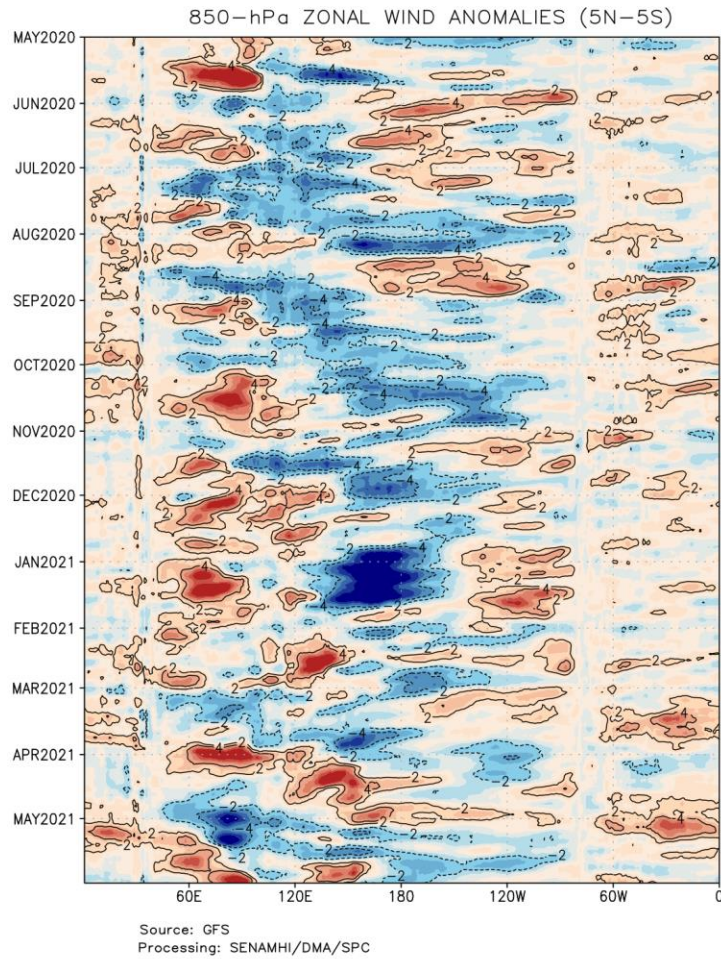 850-hPa ZONAL WIND ANOMALIES (5N-5S)
MAY2020
JUN2020
JUL2020
AUG2020
SEP2020
OCT2020
NOV2020
DEC2020
JAN2021
FEB2021
MAR2021
APR2021
MAY2021
60E 120E 180 120W 60W 0
Source: GFS
Processing: SENAMHI/DMA/SPC